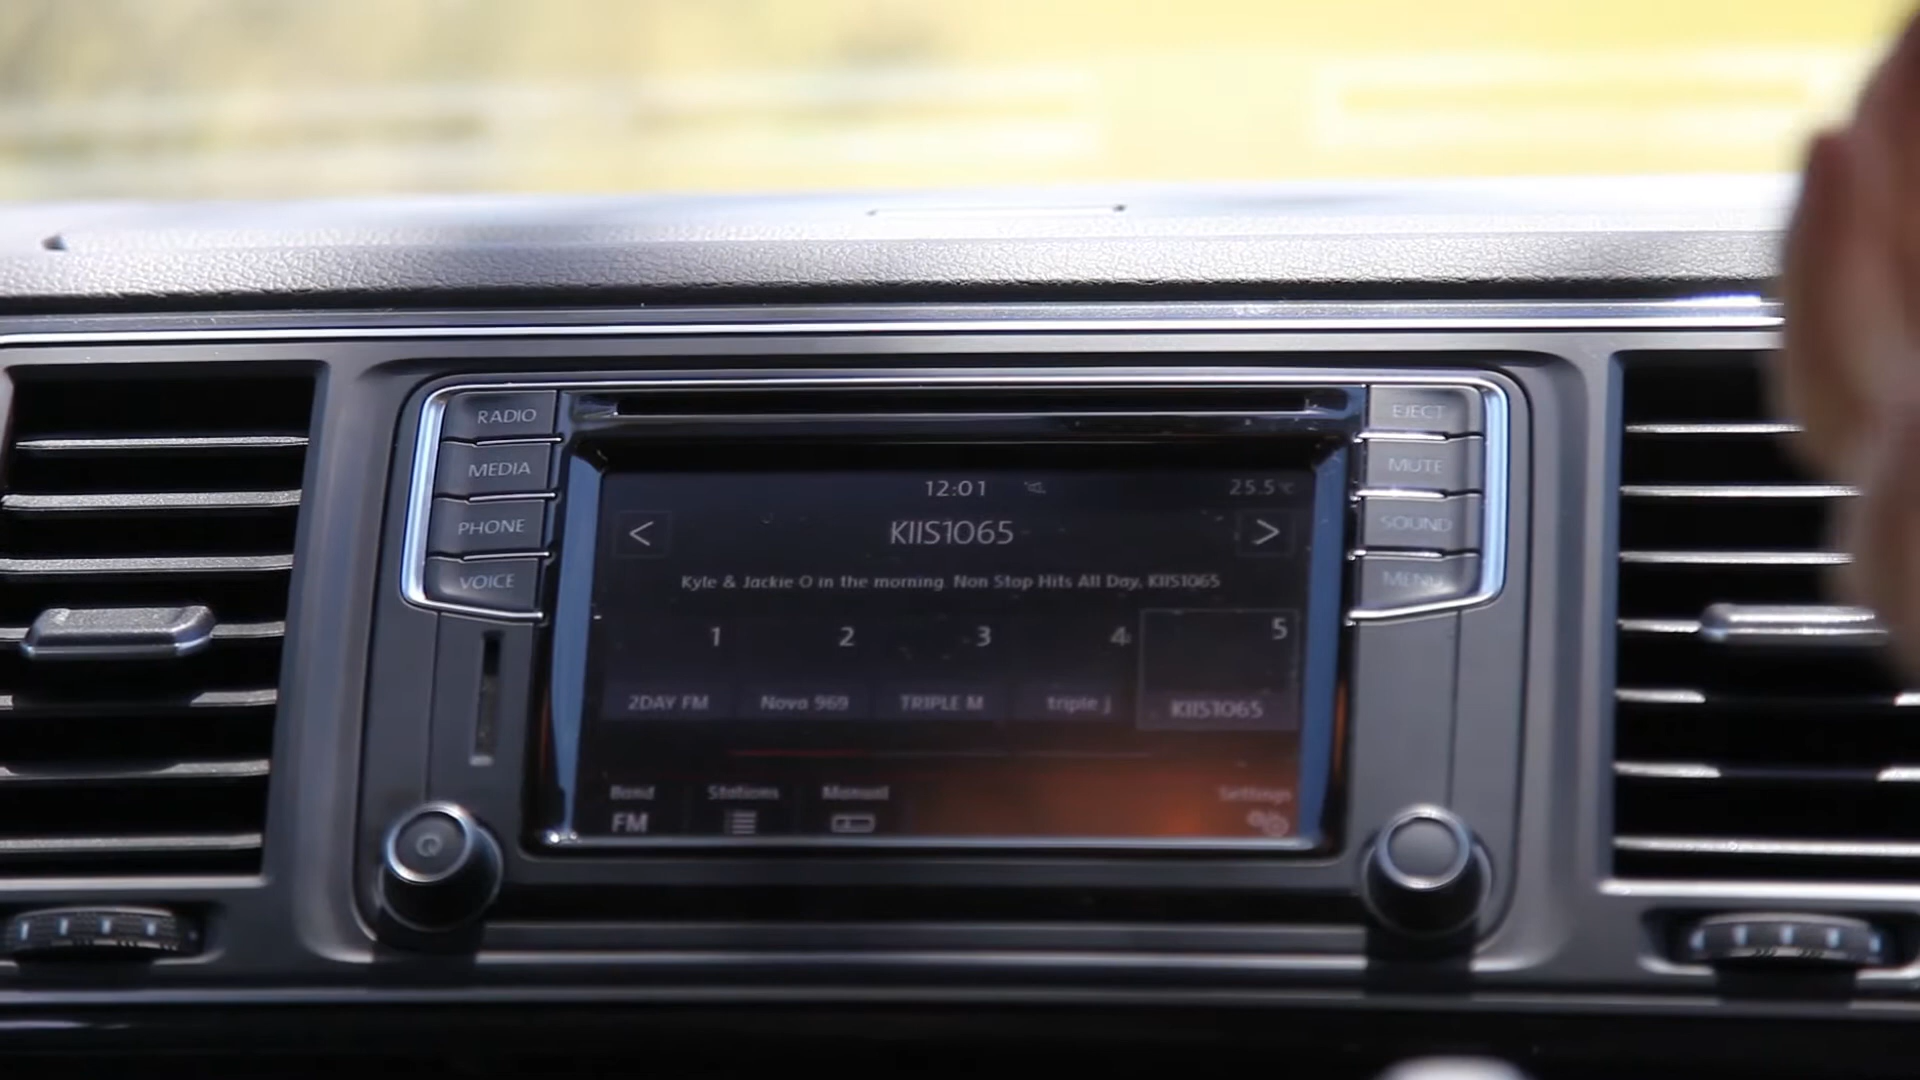 RADIO
MEDIA
PHONE
VOICE
EJECT
MUTE
SOUND
MENU
12:01 25.5°C
< KIIS1065 >
Kyle & Jackie O in the morning. Non Stop Hits All Day, KIIS1065
1 2 3 4 5
2DAY FM Nova 969 TRIPLE M triple j KIIS1065
Band Stations Manual Settings
FM